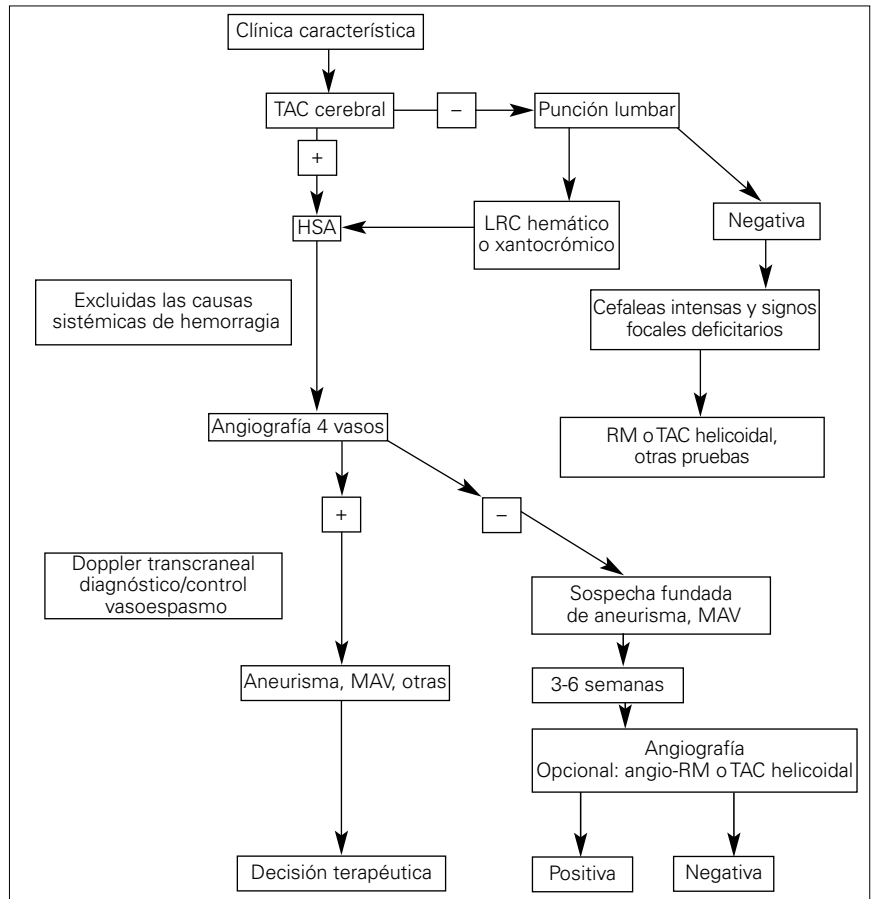 Clínica característica
TAC cerebral
–
Punción lumbar
+
HSA
LRC hemático
o xantocrómico
Negativa
Excluidas las causas
sistémicas de hemorragia
Cefaleas intensas y signos
focales deficitarios
Angiografía 4 vasos
RM o TAC helicoidal,
otras pruebas
+
–
Doppler transcraneal
diagnóstico/control
vasoespasmo
Sospecha fundada
de aneurisma, MAV
Aneurisma, MAV, otras
3-6 semanas
Angiografía
Opcional: angio-RM o TAC helicoidal
Decisión terapéutica
Positiva
Negativa